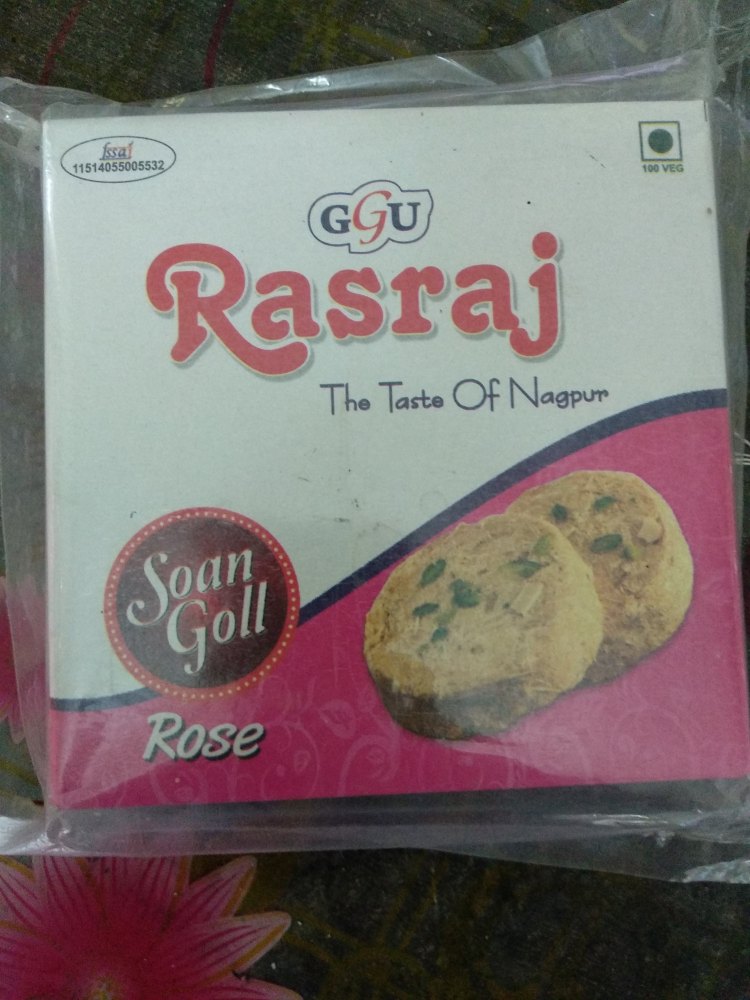 fssai
11514055005532
100 VEG
GGU
Rasraj
The Taste Of Nagpur
Soan
Goll
Rose